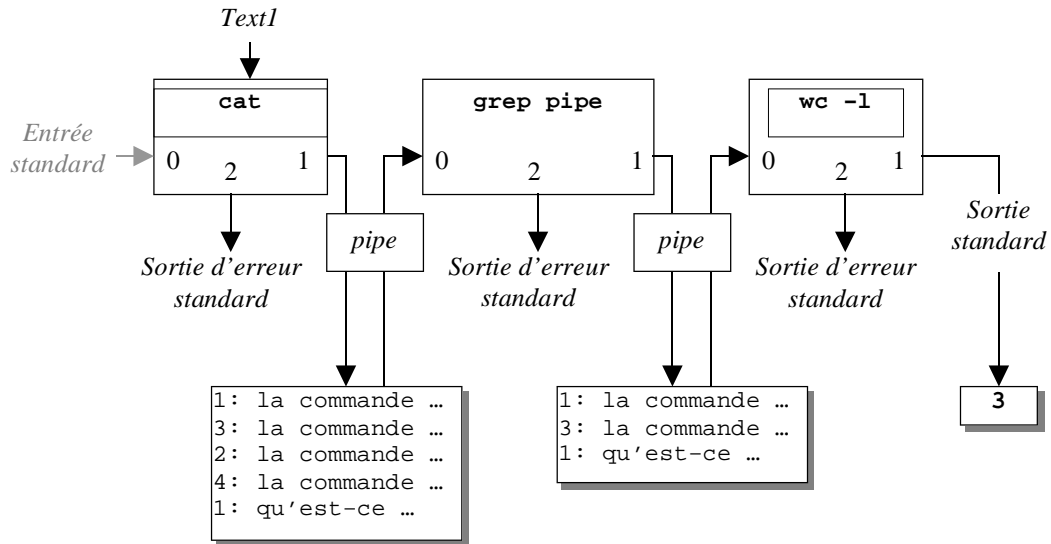 Text1
cat
grep pipe
wc -l
Entrée
standard
0
2
1
0
2
1
0
2
1
pipe
pipe
Sortie d'erreur
standard
Sortie d'erreur
standard
Sortie d'erreur
standard
Sortie
standard
1: la commande …
3: la commande …
2: la commande …
4: la commande …
1: qu'est-ce …
1: la commande …
3: la commande …
1: qu'est-ce …
3